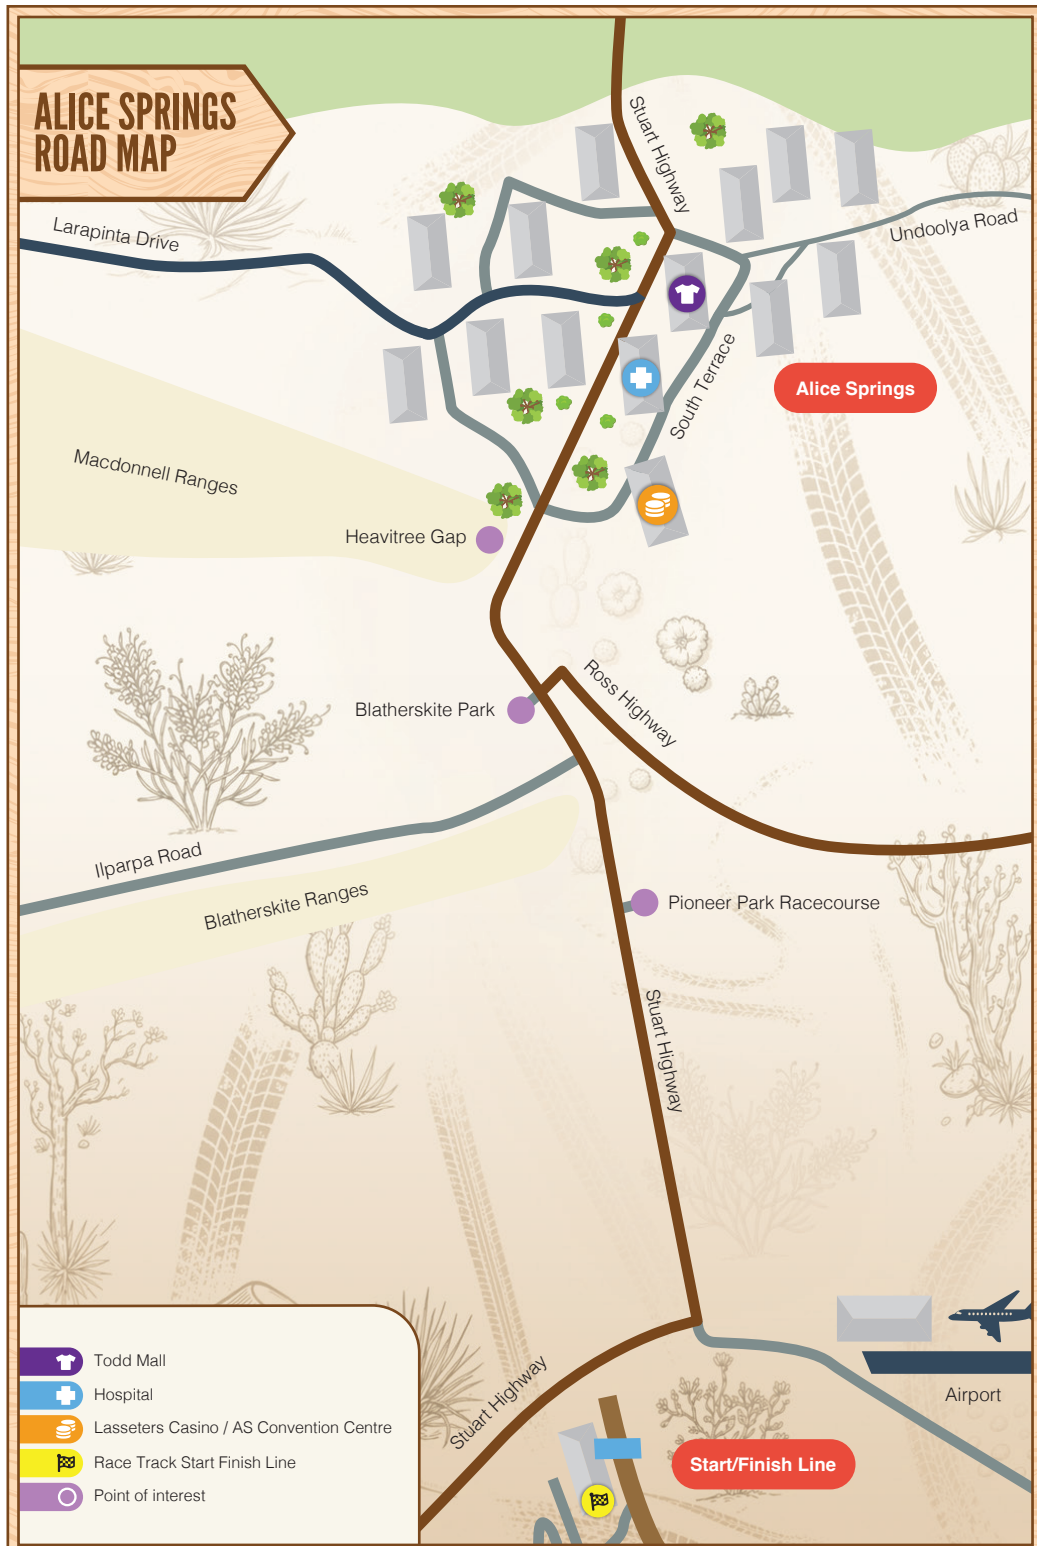 ALICE SPRINGS
ROAD MAP
Stuart Highway
Larapinta Drive
Undoolya Road
South Terrace
Alice Springs
Macdonnell Ranges
Heavitree Gap
Ross Highway
Blatherskite Park
Ilparpa Road
Blatherskite Ranges
Pioneer Park Racecourse
Stuart Highway
Stuart Highway
Airport
Start/Finish Line
Todd Mall
Hospital
Lasseters Casino / AS Convention Centre
Race Track Start Finish Line
Point of interest